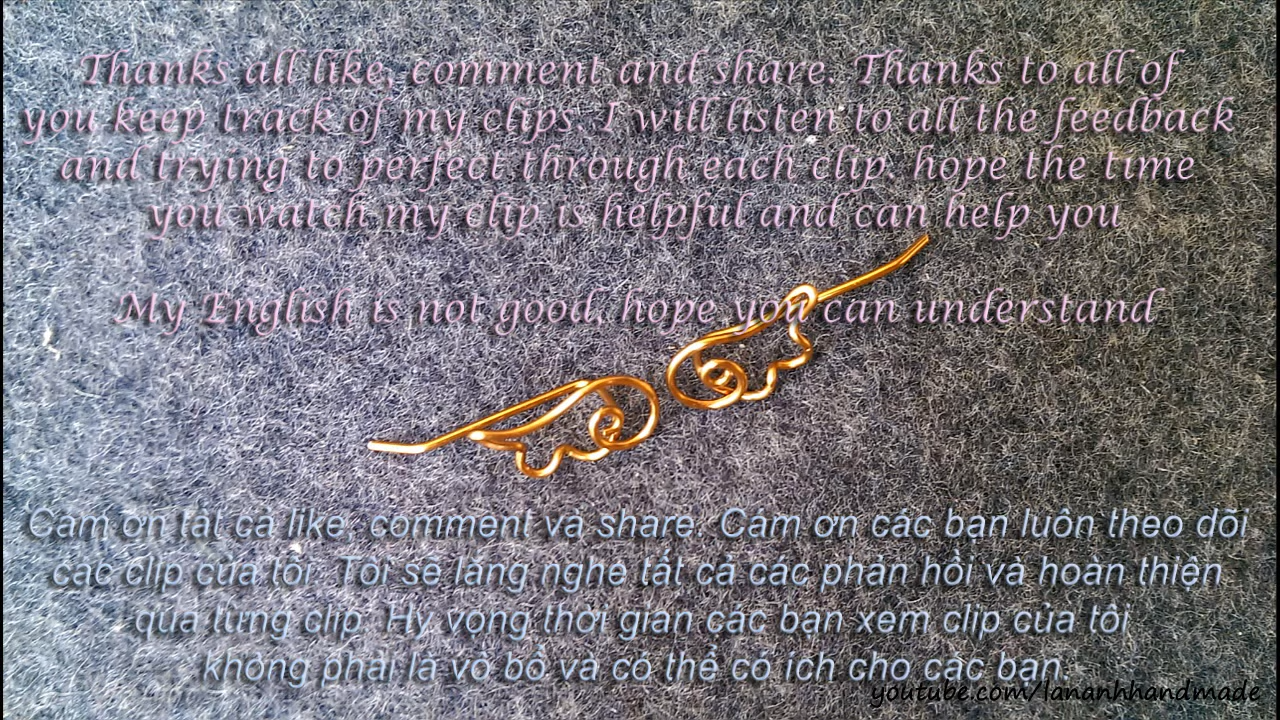 Thanks all like, comment and share. Thanks to all of
you keep track of my clips. I will listen to all the feedback
and trying to perfect through each clip. hope the time
you watch my clip is helpful and can help you
My English is not good, hope you can understand
Cảm ơn tất cả like, comment và share. Cảm ơn các bạn luôn theo dõi
các clip của tôi. Tôi sẽ lắng nghe tất cả các phản hồi và hoàn thiện
qua từng clip. Hy vọng thời gian các bạn xem clip của tôi
không phải là vô bổ và có thể có ích cho các bạn.
youtube.com/lananhhandmade